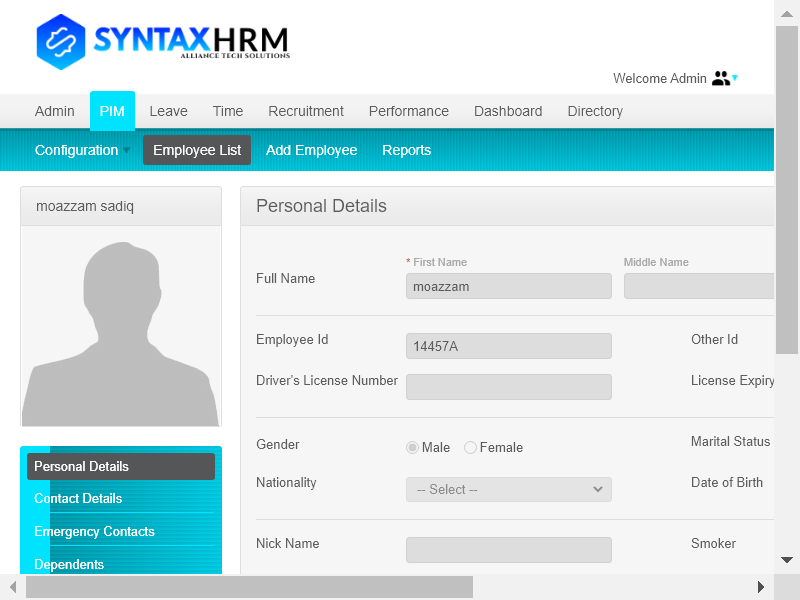 SYNTAXHRM
ALLIANCE TECH SOLUTIONS
Welcome Admin
Admin PIM Leave Time Recruitment Performance Dashboard Directory
Configuration Employee List Add Employee Reports
moazzam sadiq
Personal Details
* First Name Middle Name
Full Name
moazzam
Employee Id 14457A Other Id
Driver's License Number License Expiry
Gender Male Female Marital Status
Nationality -- Select -- Date of Birth
Nick Name Smoker
Personal Details
Contact Details
Emergency Contacts
Dependents